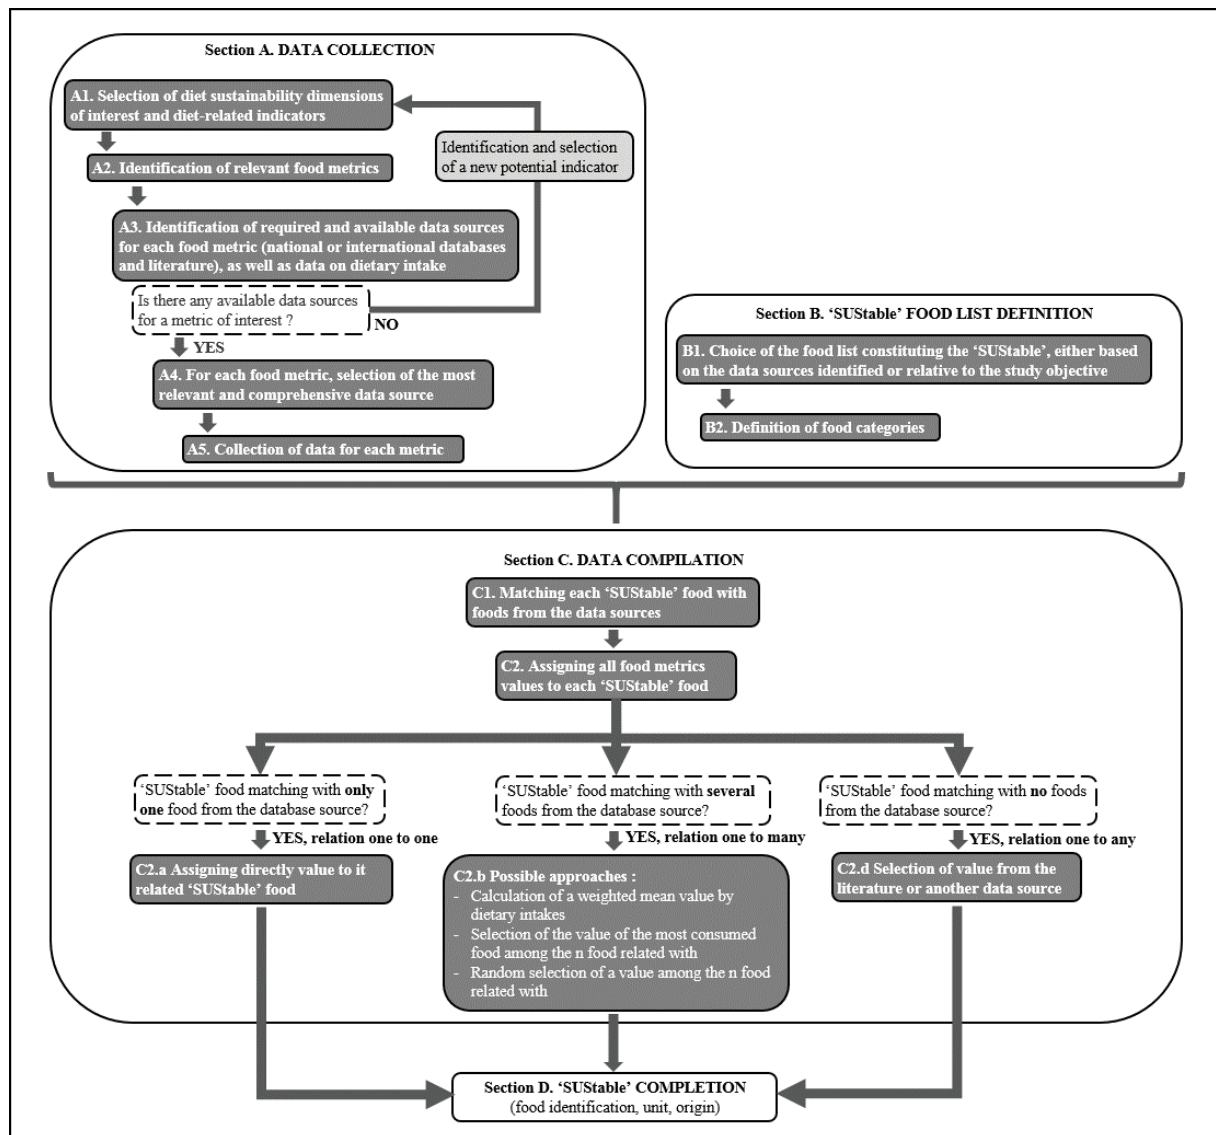 Section A. DATA COLLECTION
A1. Selection of diet sustainability dimensions
of interest and diet-related indicators
Identification and selection
of a new potential indicator
A2. Identification of relevant food metrics
A3. Identification of required and available data sources
for each food metric (national or international databases
and literature), as well as data on dietary intake
Is there any available data sources
for a metric of interest ?
NO
YES
A4. For each food metric, selection of the most
relevant and comprehensive data source
A5. Collection of data for each metric
Section B. ‘SUStable’ FOOD LIST DEFINITION
B1. Choice of the food list constituting the ‘SUStable’, either based
on the data sources identified or relative to the study objective
B2. Definition of food categories
Section C. DATA COMPILATION
C1. Matching each ‘SUStable’ food with
foods from the data sources
C2. Assigning all food metrics
values to each ‘SUStable’ food
‘SUStable’ food matching with only
one food from the database source?
YES, relation one to one
C2.a Assigning directly value to it
related ‘SUStable’ food
‘SUStable’ food matching with several
foods from the database source?
YES, relation one to many
C2.b Possible approaches :
- Calculation of a weighted mean value by
dietary intakes
- Selection of the value of the most consumed
food among the n food related with
- Random selection of a value among the n food
related with
‘SUStable’ food matching with no foods
from the database source?
YES, relation one to any
C2.d Selection of value from the
literature or another data source
Section D. ‘SUStable’ COMPLETION
(food identification, unit, origin)